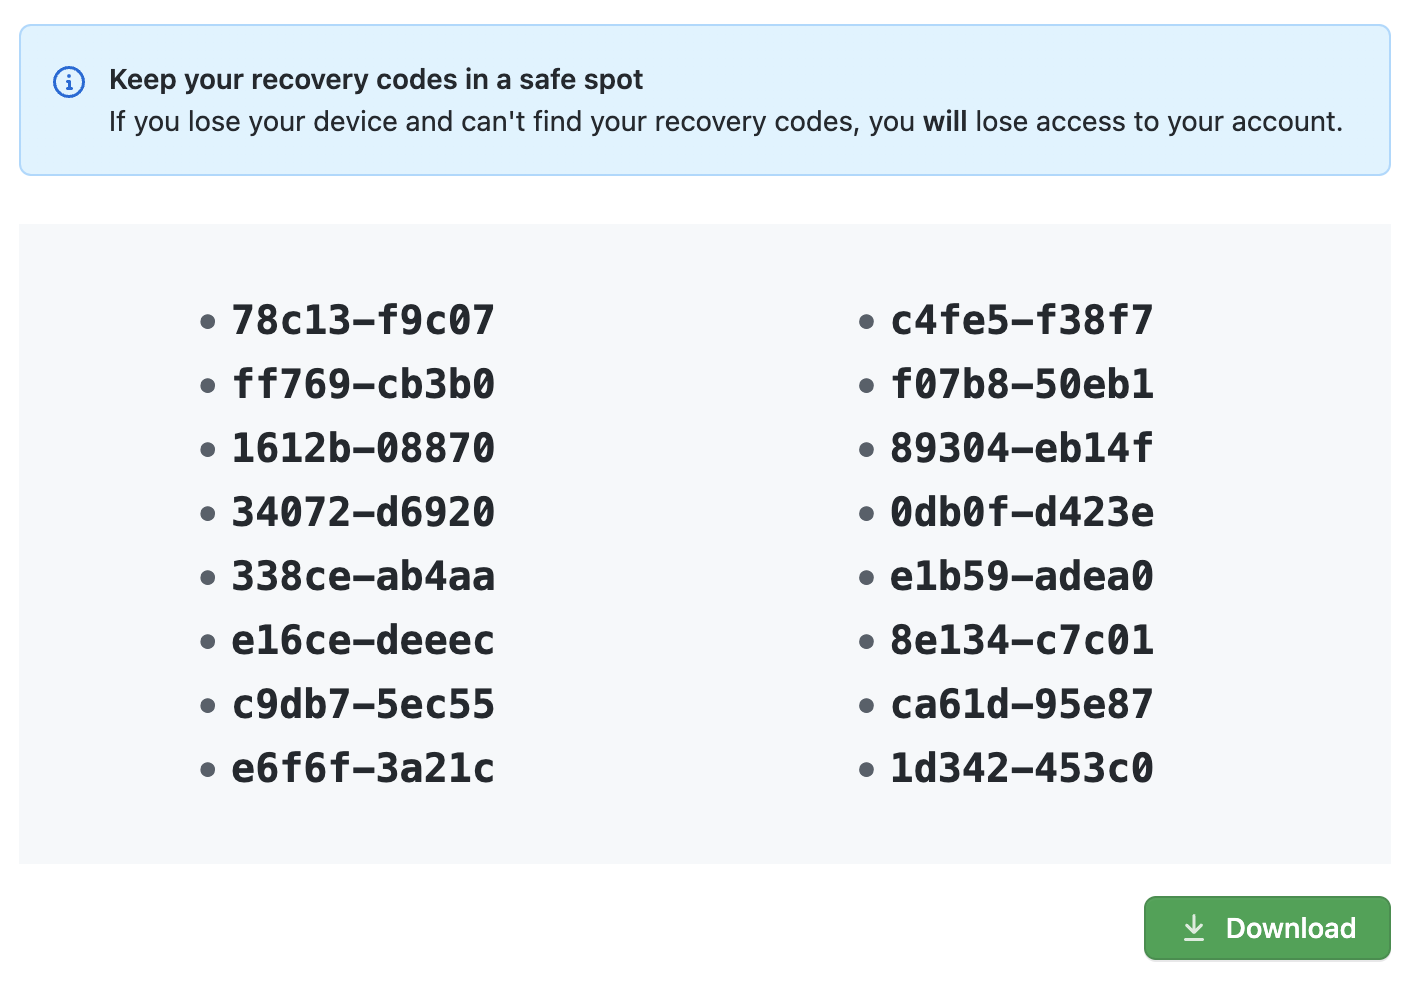 Keep your recovery codes in a safe spot
If you lose your device and can't find your recovery codes, you will lose access to your account.
78c13-f9c07
c4fe5-f38f7
ff769-cb3b0
f07b8-50eb1
1612b-08870
89304-eb14f
34072-d6920
0db0f-d423e
338ce-ab4aa
e1b59-adea0
e16ce-deeec
8e134-c7c01
c9db7-5ec55
ca61d-95e87
e6f6f-3a21c
1d342-453c0
Download